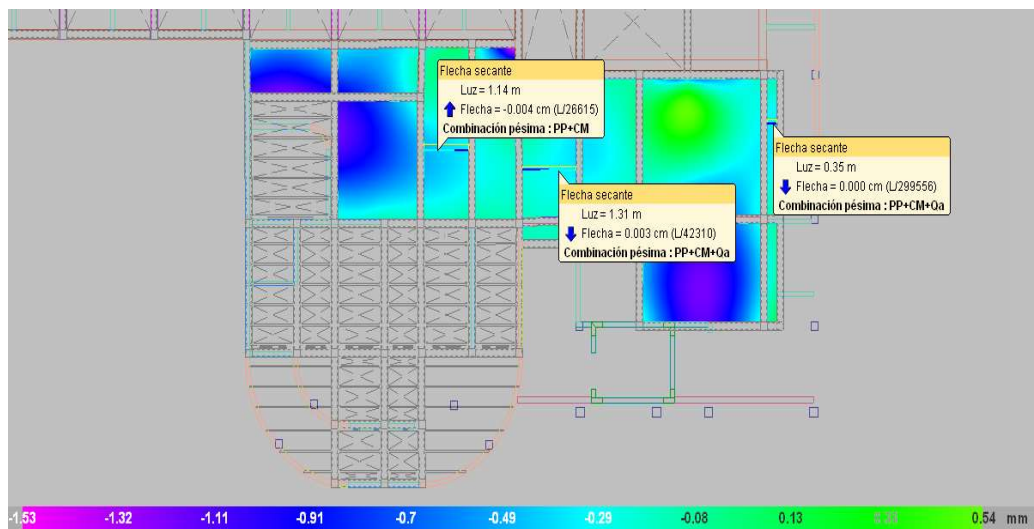 Flecha secante
Luz = 1.14 m
Flecha = -0.004 cm (L/26615)
Combinación pésima : PP+CM
Flecha secante
Luz = 0.35 m
Flecha = 0.000 cm (L/299556)
Combinación pésima : PP+CM+Qa
Flecha secante
Luz = 1.31 m
Flecha = 0.003 cm (L/42310)
Combinación pésima : PP+CM+Qa
-1.53 -1.32 -1.11 -0.91 -0.7 -0.49 -0.29 -0.08 0.13 0.54 mm